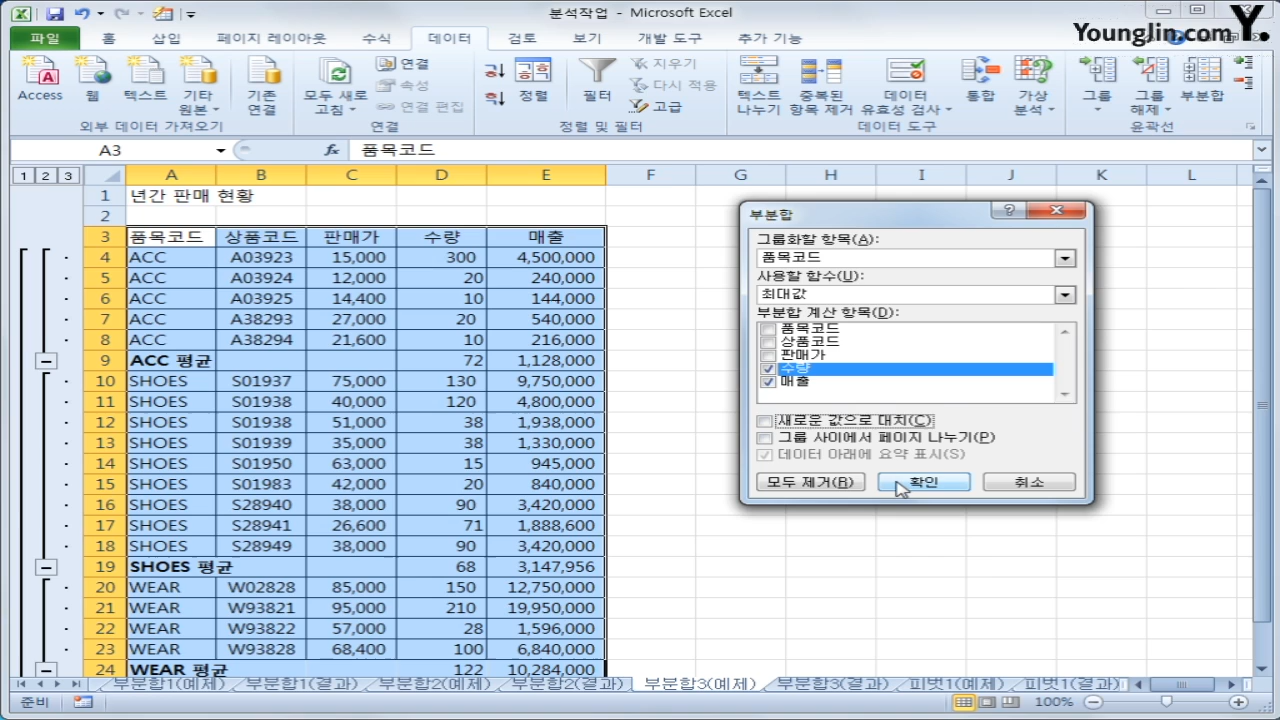 분석작업 - Microsoft Excel
Younglin.com Y.
파일 홈 삽입 페이지 레이아웃 수식 데이터 검토 보기 개발 도구 추가 기능
Access 웹 텍스트 기타 원본 기존 연결 모두 새로 고침 연결 속성 연결 편집 정렬 필터 지우기 다시 적용 고급 텍스트 나누기 중복된 항목 제거 데이터 유효성 검사 통합 가상 분석 그룹 그룹 해제 부분합
외부 데이터 가져오기 연결 정렬 및 필터 데이터 도구 윤곽선
A3 fx 품목코드
1 2 3 A B C D E F G H I J K L
1 년간 판매 현황
2
3 품목코드 상품코드 판매가 수량 매출
4 ACC A03923 15,000 300 4,500,000
5 ACC A03924 12,000 20 240,000
6 ACC A03925 14,400 10 144,000
7 ACC A38293 27,000 20 540,000
8 ACC A38294 21,600 10 216,000
9 ACC 평균 72 1,128,000
10 SHOES S01937 75,000 130 9,750,000
11 SHOES S01938 40,000 120 4,800,000
12 SHOES S01938 51,000 38 1,938,000
13 SHOES S01939 35,000 38 1,330,000
14 SHOES S01950 63,000 15 945,000
15 SHOES S01983 42,000 20 840,000
16 SHOES S28940 38,000 90 3,420,000
17 SHOES S28941 26,600 71 1,888,600
18 SHOES S28949 38,000 90 3,420,000
19 SHOES 평균 68 3,147,956
20 WEAR W02828 85,000 150 12,750,000
21 WEAR W93821 95,000 210 19,950,000
22 WEAR W93822 57,000 28 1,596,000
23 WEAR W93828 68,400 100 6,840,000
24 WEAR 평균 122 10,284,000
부분합
그룹화할 항목(A):
품목코드
사용할 함수(U):
최대값
부분합 계산 항목(D):
품목코드
상품코드
판매가
수량
매출
새로운 값으로 대치(C)
그룹 사이에서 페이지 나누기(P)
데이터 아래에 요약 표시(S)
모두 제거(R) 확인 취소
부분합1(예제) 부분합1(결과) 부분합2(예제) 부분합2(결과) 부분합3(예제) 부분합3(결과) 피벗1(예제) 피벗1(결과)
준비 100%